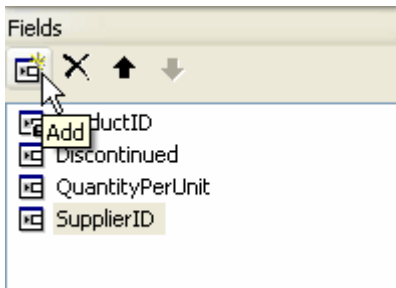 Fields
ductID
Add
Discontinued
QuantityPerUnit
SupplierID